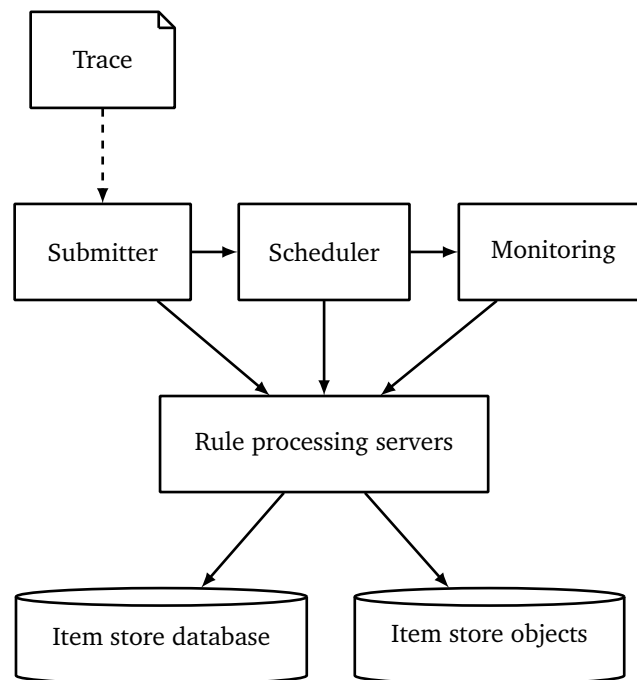 Trace
Submitter
Scheduler
Monitoring
Rule processing servers
Item store database
Item store objects